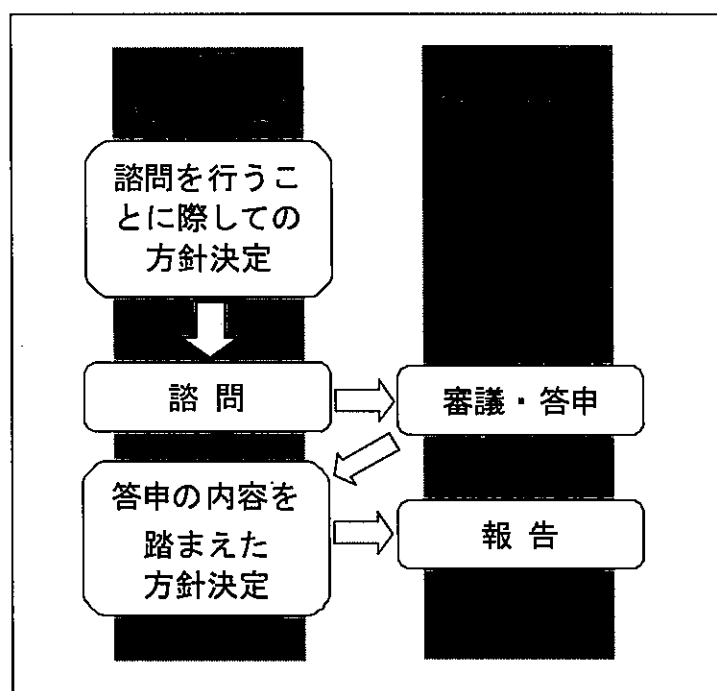 諮問を行うこ
とに際しての
方針決定
諮 問
審議・答申
答申の内容を
踏まえた
方針決定
報 告